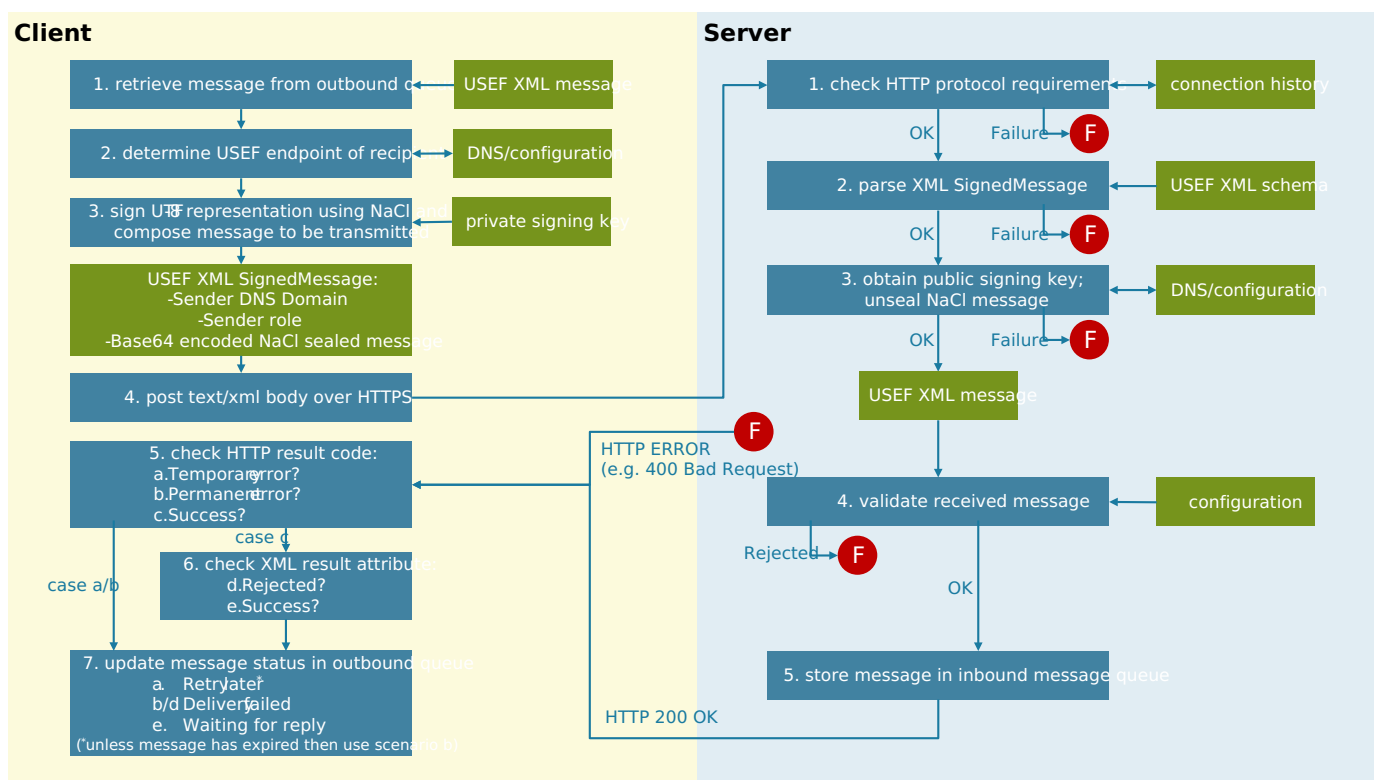 Client
1. retrieve message from outbound
USEF XML message
2. determine USEF endpoint of recip
DNS/configuration
3. sign UTF-8 representation using NaCl and
compose message to be transmitted
private signing key
USEF XML SignedMessage:
-Sender DNS Domain
-Sender role
-Base64 encoded NaCl sealed message
4. post text/xml body over HTTPS
5. check HTTP result code:
a.Temporary error?
b.Permanent error?
c.Success?
case c
case a/b
6. check XML result attribute:
d.Rejected?
e.Success?
7. update message status in outbound queue
a. Retry later*
b/d Delivery failed
e. Waiting for reply
(*unless message has expired then use scenario b)
Server
1. check HTTP protocol requirements
connection history
OK
Failure
F
2. parse XML SignedMessage
USEF XML schema
OK
Failure
F
3. obtain public signing key;
unseal NaCl message
DNS/configuration
OK
Failure
F
USEF XML message
F
HTTP ERROR
(e.g. 400 Bad Request)
4. validate received message
configuration
Rejected
F
OK
5. store message in inbound message queue
HTTP 200 OK